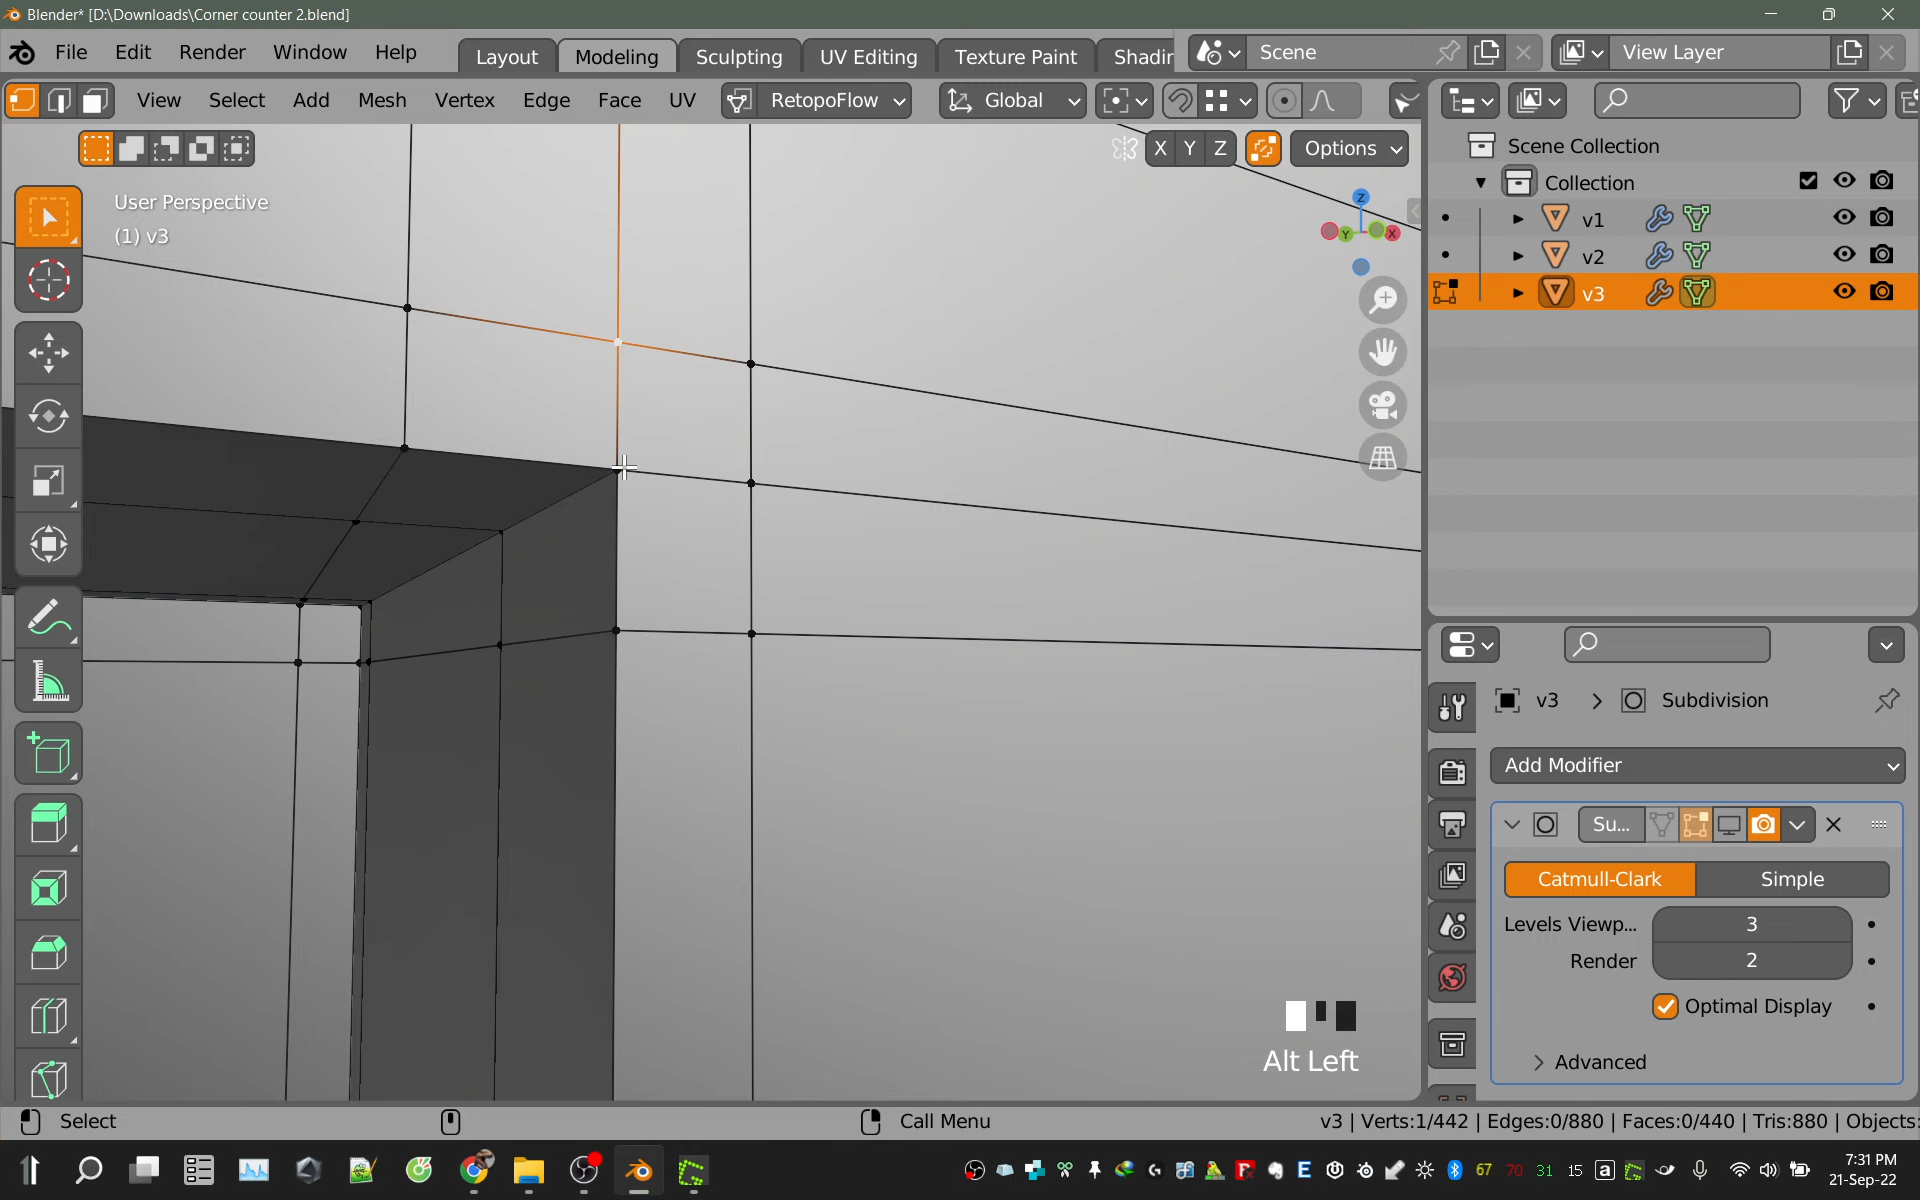 Blender* [D:\Downloads\Corner counter 2.blend]
File Edit Render Window Help Layout Modeling Sculpting UV Editing Texture Paint Shadir Scene View Layer
View Select Add Mesh Vertex Edge Face UV RetopoFlow Global
X Y Z Options
User Perspective
(1) v3
Z
Y X
Scene Collection
Collection
v1
v2
v3
v3 > Subdivision
Add Modifier
Su...
Catmull-Clark Simple
Levels Viewp... 3
Render 2
Optimal Display
Advanced
Alt Left
Select Call Menu v3 | Verts:1/442 | Edges:0/880 | Faces:0/440 | Tris:880 | Objects:
67 70 31 15 a
7:31 PM
21-Sep-22